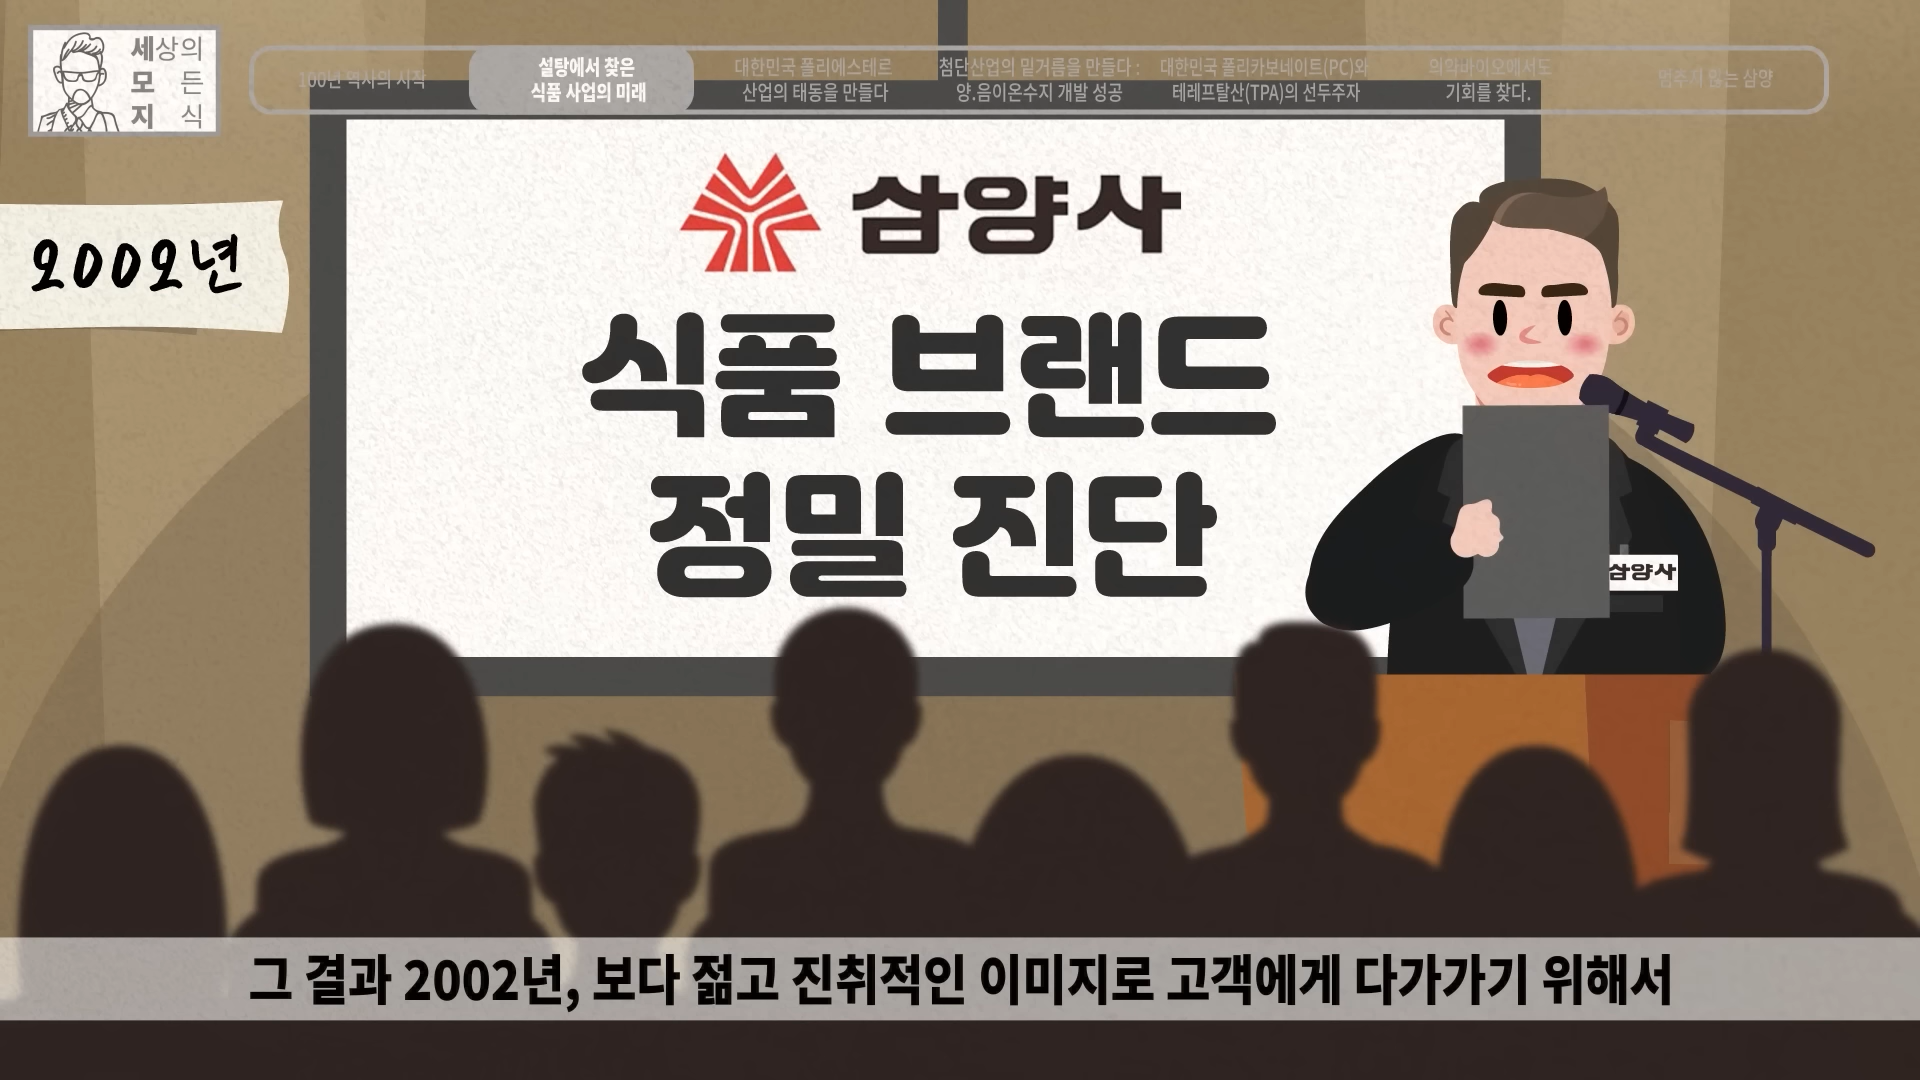 세상의
모든
지식
100년 역사의 시작
설탕에서 찾은
식품 사업의 미래
대한민국 폴리에스테르
산업의 태동을 만들다
첨단산업의 밑거름을 만들다 :
양.음이온수지 개발 성공
대한민국 폴리카보네이트(PC)와
테레프탈산(TPA)의 선두주자
의약바이오에서도
기회를 찾다.
멈추지 않는 삼양
2002년
삼양사
식품 브랜드
정밀 진단
삼양사
그 결과 2002년, 보다 젊고 진취적인 이미지로 고객에게 다가가기 위해서